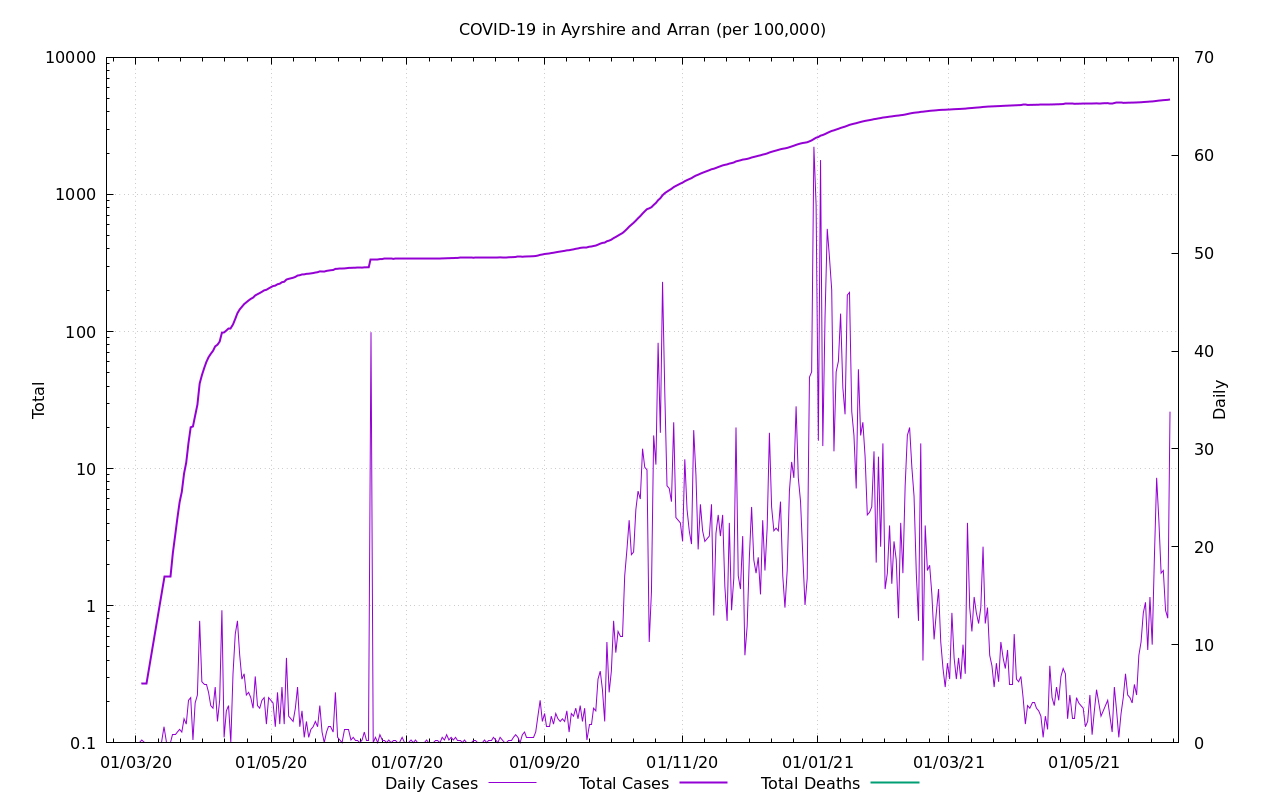 COVID-19 in Ayrshire and Arran (per 100,000)
10000
1000
100
10
1
0.1
Total
70
60
50
40
30
20
10
0
Daily
01/03/20 01/05/20 01/07/20 01/09/20 01/11/20 01/01/21 01/03/21 01/05/21
Daily Cases Total Cases Total Deaths